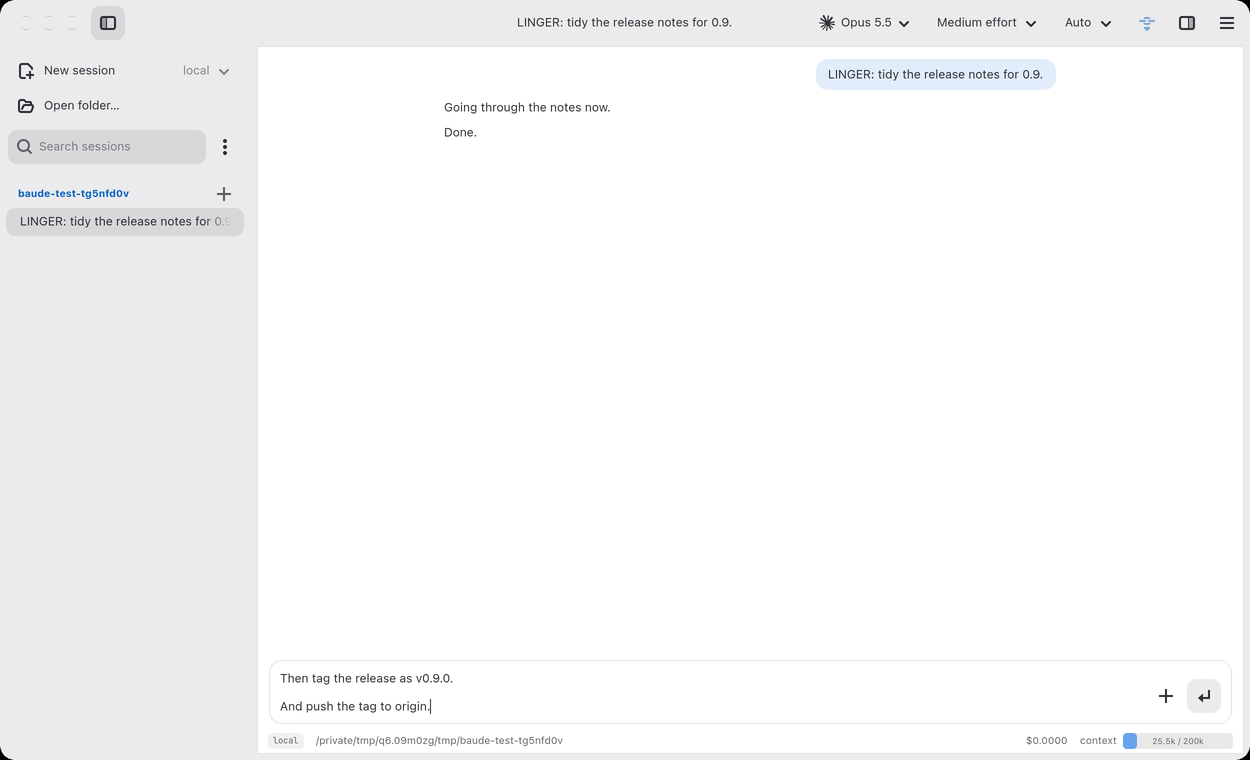 LINGER: tidy the release notes for 0.9.
Opus 5.5
Medium effort
Auto
New session
local
Open folder...
Search sessions
baude-test-tg5nfd0v
LINGER: tidy the release notes for 0.9
LINGER: tidy the release notes for 0.9.
Going through the notes now.
Done.
Then tag the release as v0.9.0.
And push the tag to origin.
local
/private/tmp/q6.09m0zg/tmp/baude-test-tg5nfd0v
$0.0000
context
25.5k / 200k